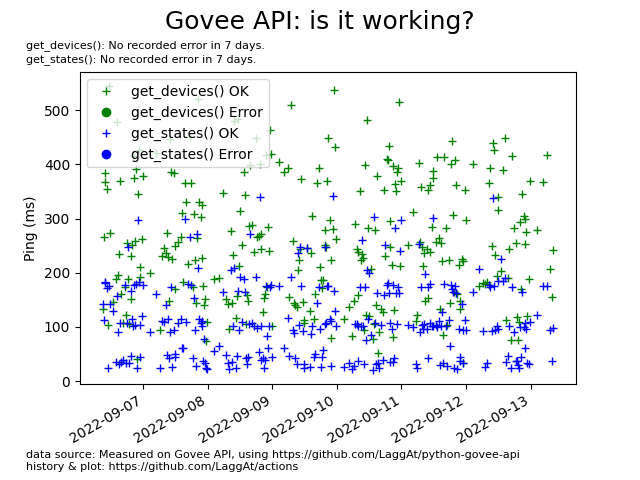 Govee API: is it working?
get_devices(): No recorded error in 7 days.
get_states(): No recorded error in 7 days.
get_devices() OK
get_devices() Error
get_states() OK
get_states() Error
Ping (ms)
500
400
300
200
100
0
2022-09-07
2022-09-08
2022-09-09
2022-09-10
2022-09-11
2022-09-12
2022-09-13
data source: Measured on Govee API, using https://github.com/LaggAt/python-govee-api
history & plot: https://github.com/LaggAt/actions